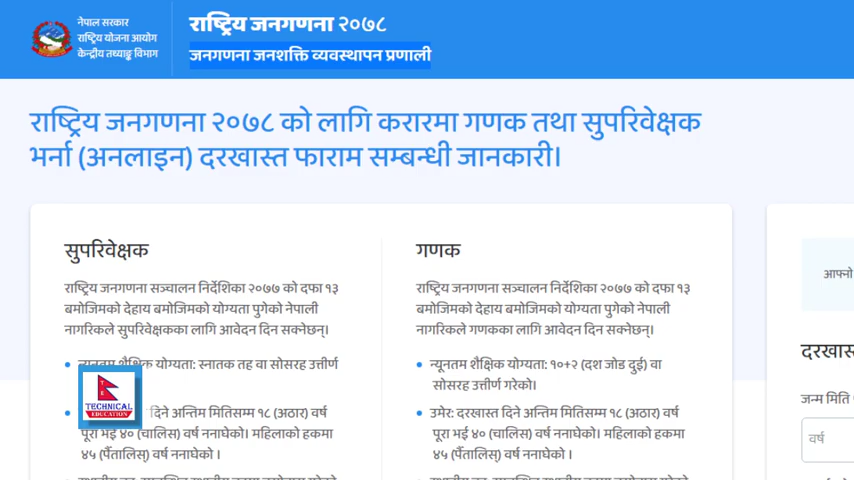 नेपाल सरकार
राष्ट्रिय योजना आयोग
केन्द्रीय तथ्याङ्क विभाग
राष्ट्रिय जनगणना २०७८
जनगणना जनशक्ति व्यवस्थापन प्रणाली
राष्ट्रिय जनगणना २०७८ को लागि करारमा गणक तथा सुपरिवेक्षक
भर्ना (अनलाइन) दरखास्त फाराम सम्बन्धी जानकारी।
सुपरिवेक्षक
राष्ट्रिय जनगणना सञ्चालन निर्देशिका २०७७ को दफा १३
बमोजिमको देहाय बमोजिमको योग्यता पुगेको नेपाली
नागरिकले सुपरिवेक्षकका लागि आवेदन दिन सक्नेछन्।
न्यूनतम शैक्षिक योग्यता: स्नातक तह वा सोसरह उत्तीर्ण
दिने अन्तिम मितिसम्म १८ (अठार) वर्ष
पूरा भई ४० (चालिस) वर्ष ननाघेको। महिलाको हकमा
४५ (पैँतालिस) वर्ष ननाघेको ।
TECHNICAL
EDUCATION
गणक
राष्ट्रिय जनगणना सञ्चालन निर्देशिका २०७७ को दफा १३
बमोजिमको देहाय बमोजिमको योग्यता पुगेको नेपाली
नागरिकले गणकका लागि आवेदन दिन सक्नेछन्।
न्यूनतम शैक्षिक योग्यता: १०+२ (दश जोड दुई) वा
सोसरह उत्तीर्ण गरेको।
उमेर: दरखास्त दिने अन्तिम मितिसम्म १८ (अठार) वर्ष
पूरा भई ४० (चालिस) वर्ष ननाघेको। महिलाको हकमा
४५ (पैँतालिस) वर्ष ननाघेको ।
आफ्नो
जन्म मिति
वर्ष